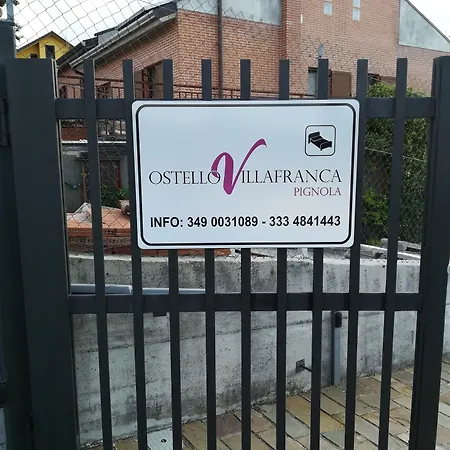 OSTELLO VILLAFRANCA
PIGNOLA
INFO: 349 0031089 - 333 4841443